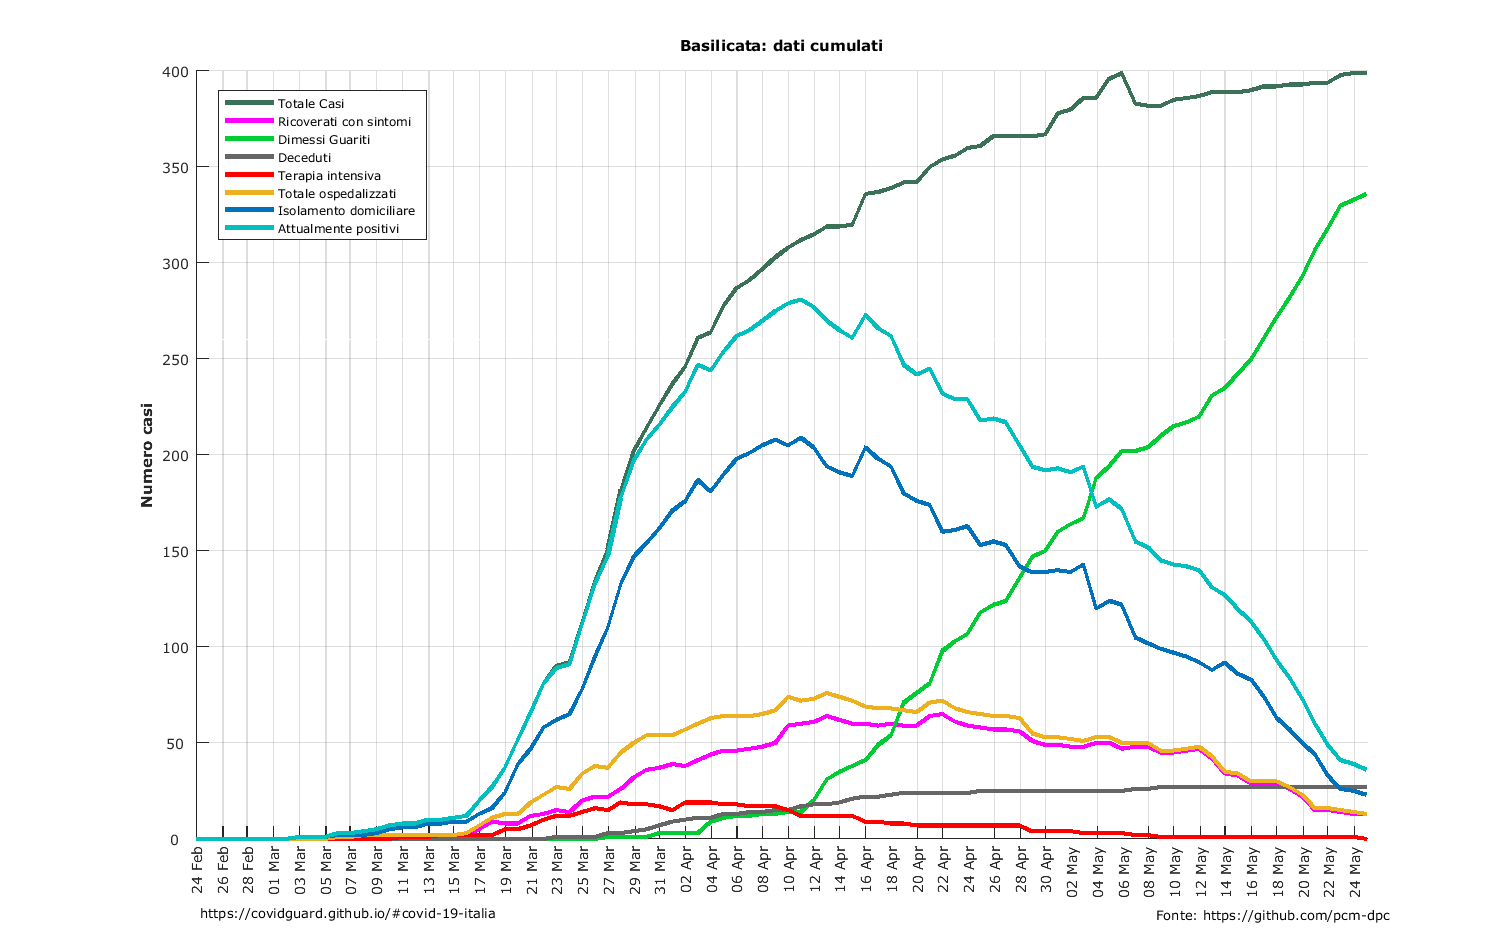 Basilicata: dati cumulati
Numero casi
400
350
300
250
200
150
100
50
0
Totale Casi
Ricoverati con sintomi
Dimessi Guariti
Deceduti
Terapia intensiva
Totale ospedalizzati
Isolamento domiciliare
Attualmente positivi
24 Feb
26 Feb
28 Feb
01 Mar
03 Mar
05 Mar
07 Mar
09 Mar
11 Mar
13 Mar
15 Mar
17 Mar
19 Mar
21 Mar
23 Mar
25 Mar
27 Mar
29 Mar
31 Mar
02 Apr
04 Apr
06 Apr
08 Apr
10 Apr
12 Apr
14 Apr
16 Apr
18 Apr
20 Apr
22 Apr
24 Apr
26 Apr
28 Apr
30 Apr
02 May
04 May
06 May
08 May
10 May
12 May
14 May
16 May
18 May
20 May
22 May
24 May
https://covidguard.github.io/#covid-19-italia
Fonte: https://github.com/pcm-dpc